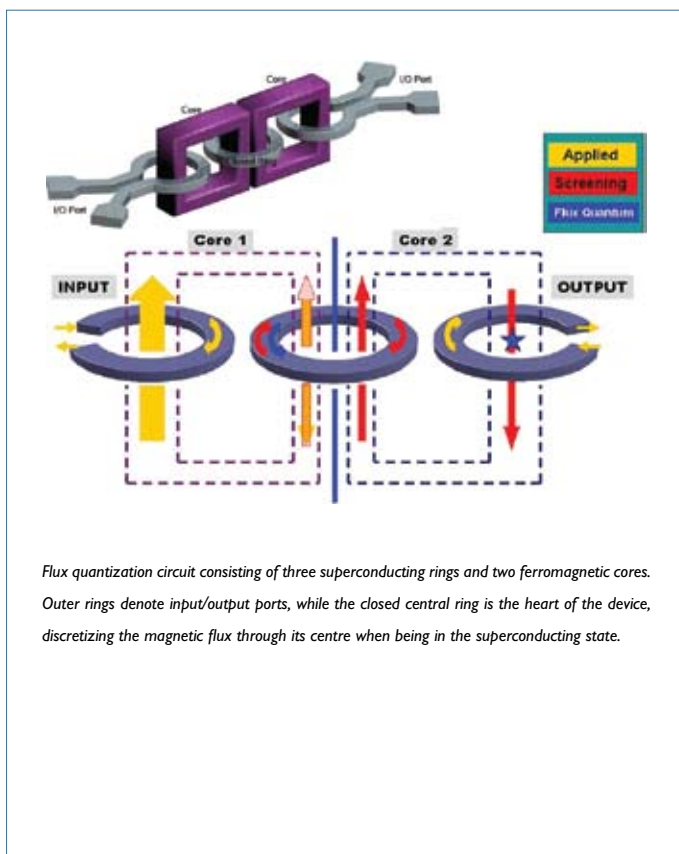 Core
I/O Port
Core
Closed Ring
I/O Port
Applied
Screening
Flux Quantum
Core 1
Core 2
INPUT
OUTPUT
Flux quantization circuit consisting of three superconducting rings and two ferromagnetic cores.
Outer rings denote input/output ports, while the closed central ring is the heart of the device,
discretizing the magnetic flux through its centre when being in the superconducting state.